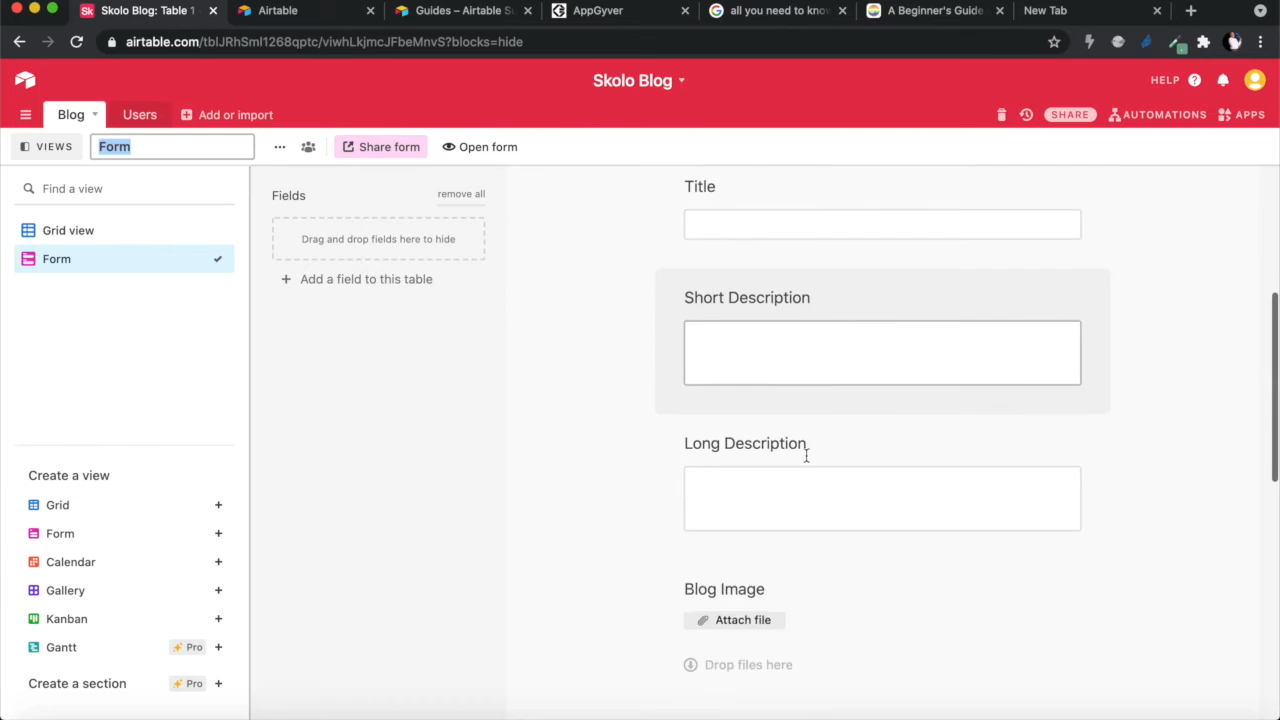 Skolo Blog: Table 1 -
Airtable
Guides – Airtable Su
AppGyver
all you need to know
A Beginner's Guide
New Tab
airtable.com/tblJRhSml1268qptc/viwhLkjmcJFbeMnvS?blocks=hide
Skolo Blog
HELP
Blog
Users
Add or import
SHARE
AUTOMATIONS
APPS
VIEWS
Form
Share form
Open form
Find a view
Grid view
Form
Fields
remove all
Drag and drop fields here to hide
Add a field to this table
Title
Short Description
Long Description
Blog Image
Attach file
Drop files here
Create a view
Grid
Form
Calendar
Gallery
Kanban
Gantt
Pro
Create a section
Pro